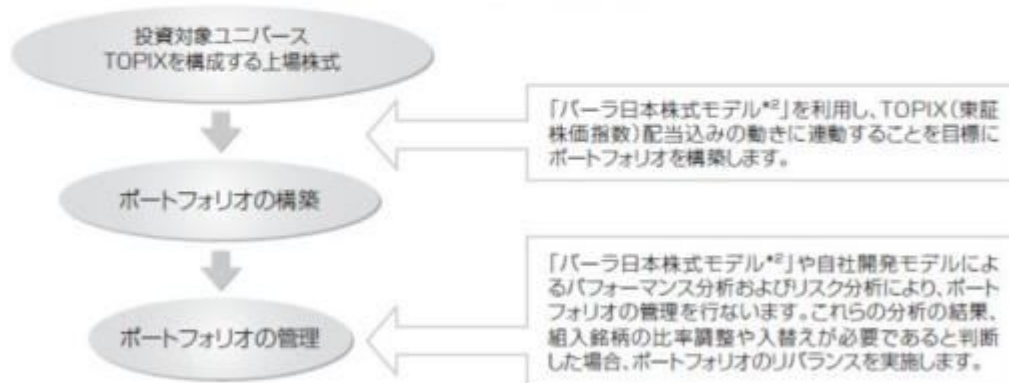 投資対象ユニバース
TOPIXを構成する上場株式
「バーラ日本株式モデル*2」を利用し、TOPIX(東証
株価指数)配当込みの動きに連動することを目標に
ポートフォリオを構築します。
ポートフォリオの構築
「バーラ日本株式モデル*2」や自社開発モデルによ
るパフォーマンス分析およびリスク分析により、ポート
フォリオの管理を行ないます。これらの分析の結果、
組入銘柄の比率調整や入替えが必要であると判断
した場合、ポートフォリオのリバランスを実施します。
ポートフォリオの管理